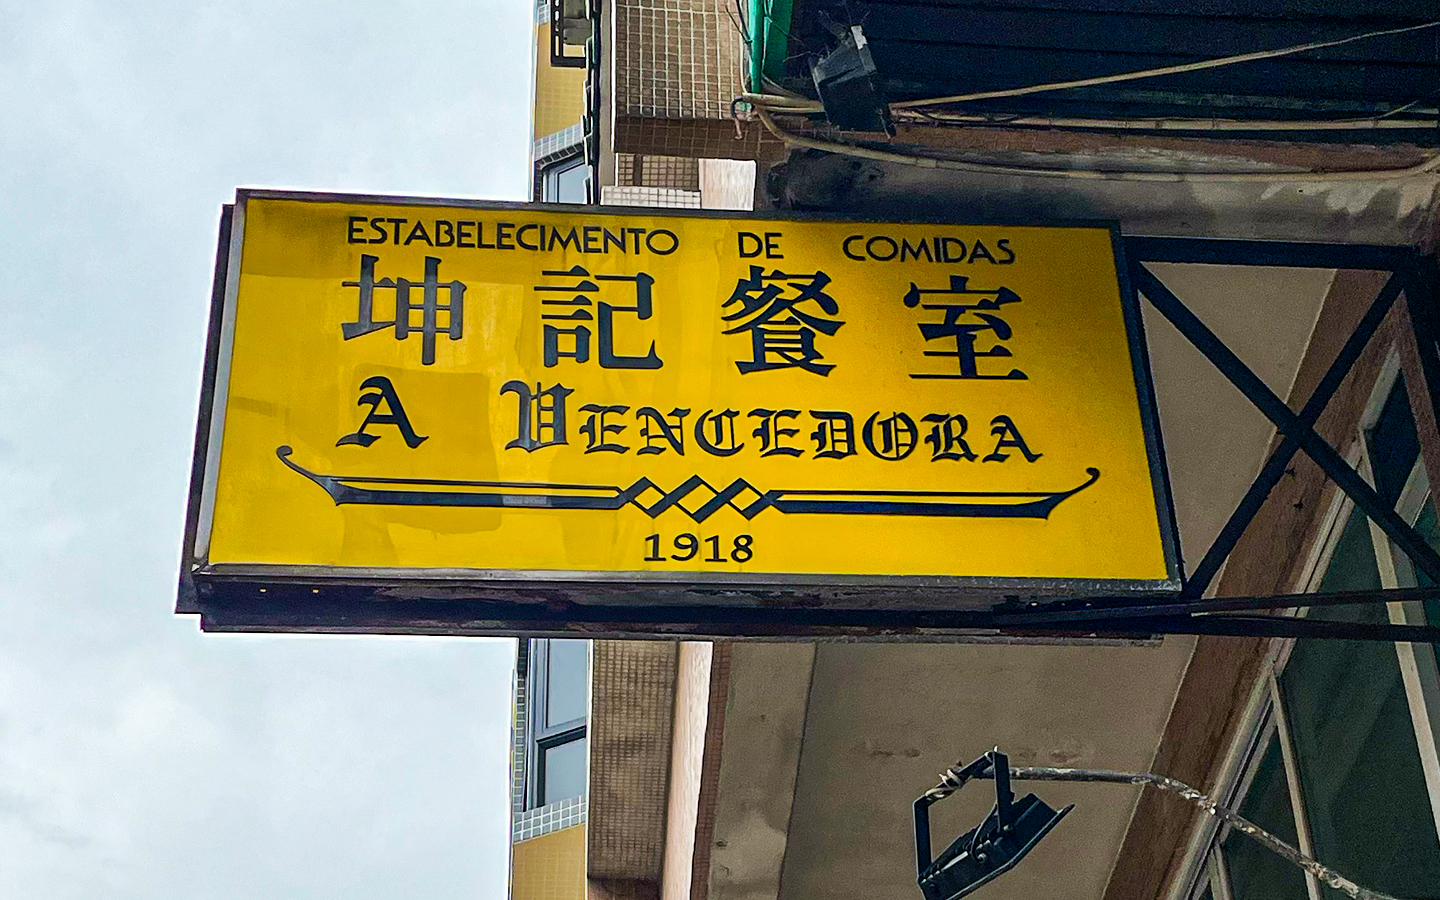 ESTABELECIMENTO DE COMIDAS
坤記餐室
A VENCEDORA
1918